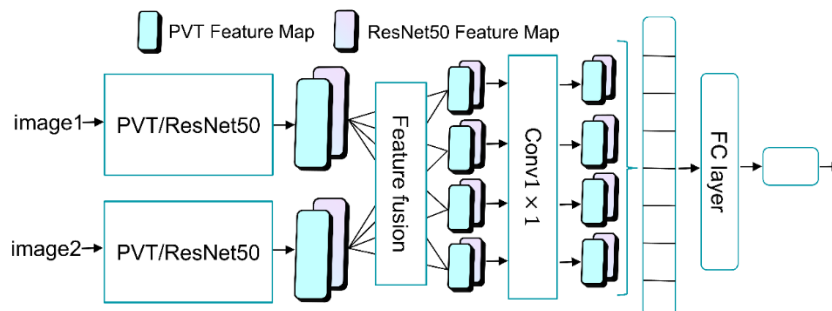 PVT Feature Map
ResNet50 Feature Map
image1
PVT/ResNet50
Feature fusion
Conv1 × 1
FC layer
image2
PVT/ResNet50